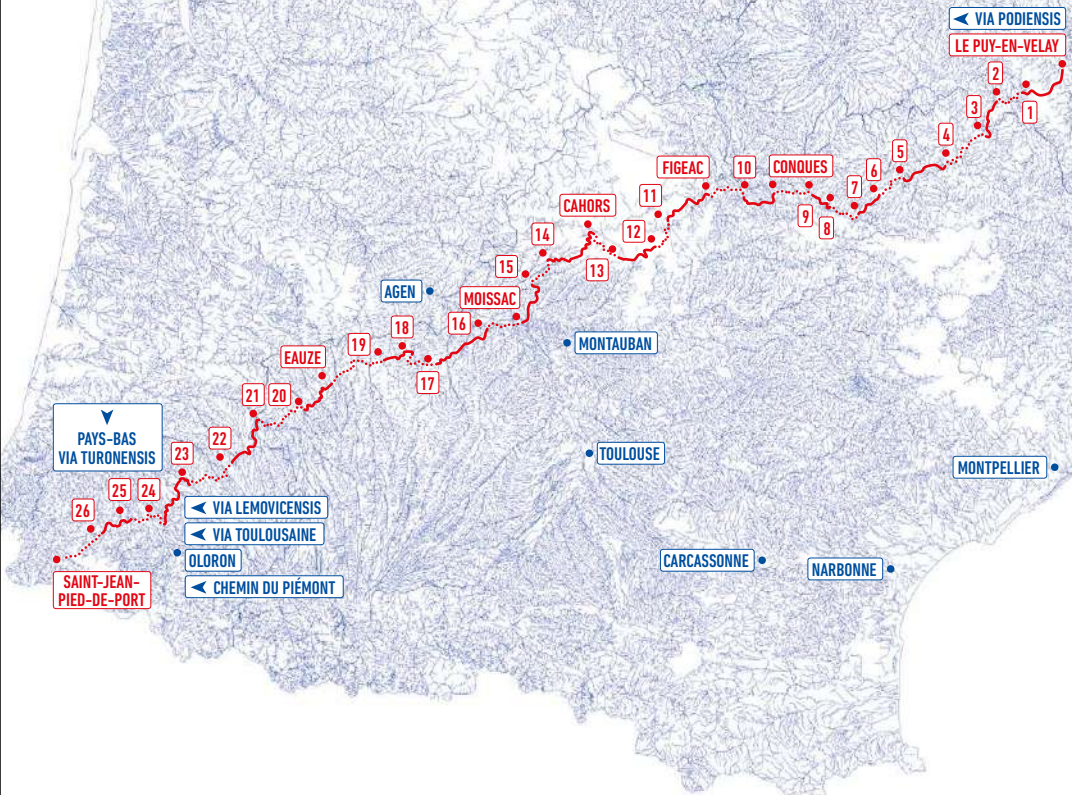 VIA PODIENSIS
LE PUY-EN-VELAY
2
1
3
4
5
6
7
CONQUES
10
FIGEAC
9
8
11
CAHORS
12
13
14
15
AGEN
MOISSAC
16
18
19
17
MONTAUBAN
EAUZE
21
20
PAYS-BAS
VIA TURONENSIS
22
23
TOULOUSE
MONTPELLIER
25
24
26
VIA LEMOVICENSIS
VIA TOULOUSAINE
OLORON
CHEMIN DU PIÉMONT
CARCASSONNE
NARBONNE
SAINT-JEAN-
PIED-DE-PORT